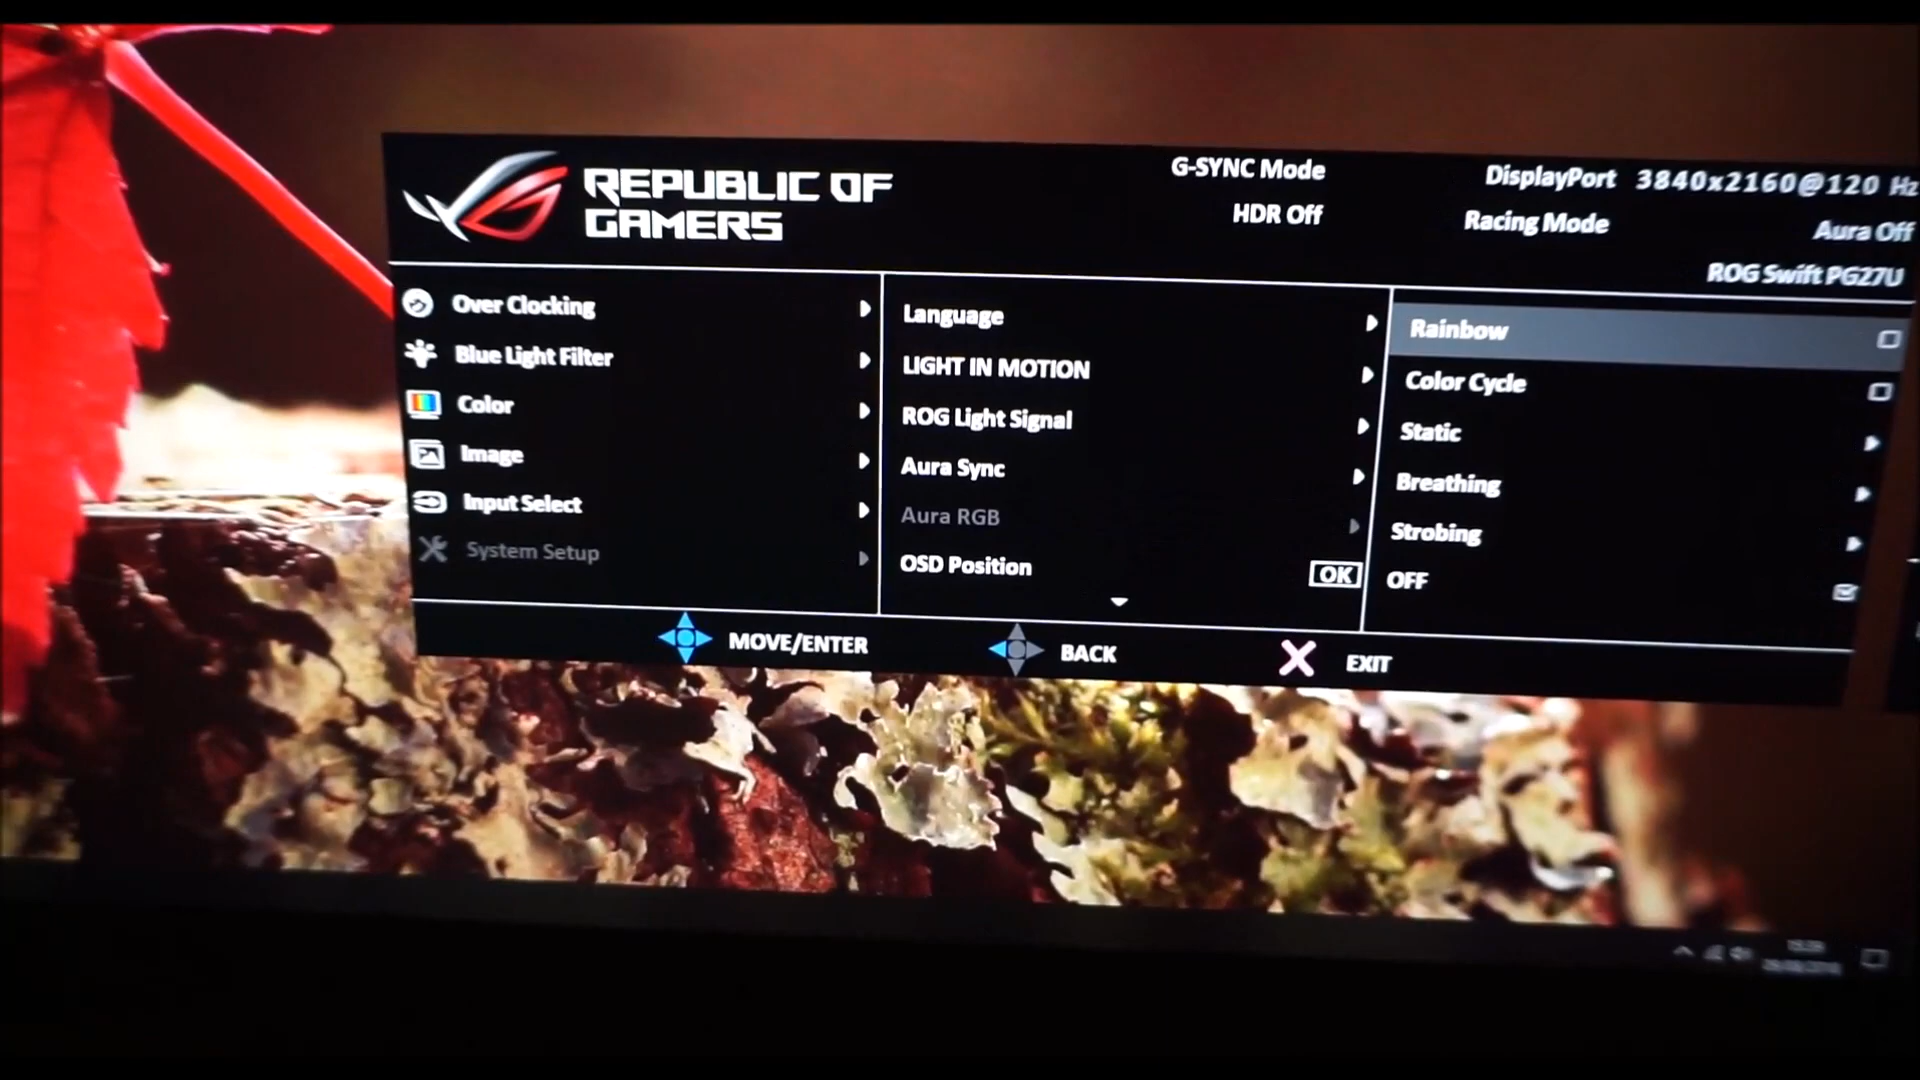 REPUBLIC OF
GAMERS
G-SYNC Mode
DisplayPort 3840x2160@120 Hz
HDR Off
Racing Mode
Aura Off
ROG Swift PG27U
Over Clocking
Blue Light Filter
Color
Image
Input Select
System Setup
Language
LIGHT IN MOTION
ROG Light Signal
Aura Sync
Aura RGB
OSD Position OK
Rainbow
Color Cycle
Static
Breathing
Strobing
OFF
MOVE/ENTER
BACK
EXIT